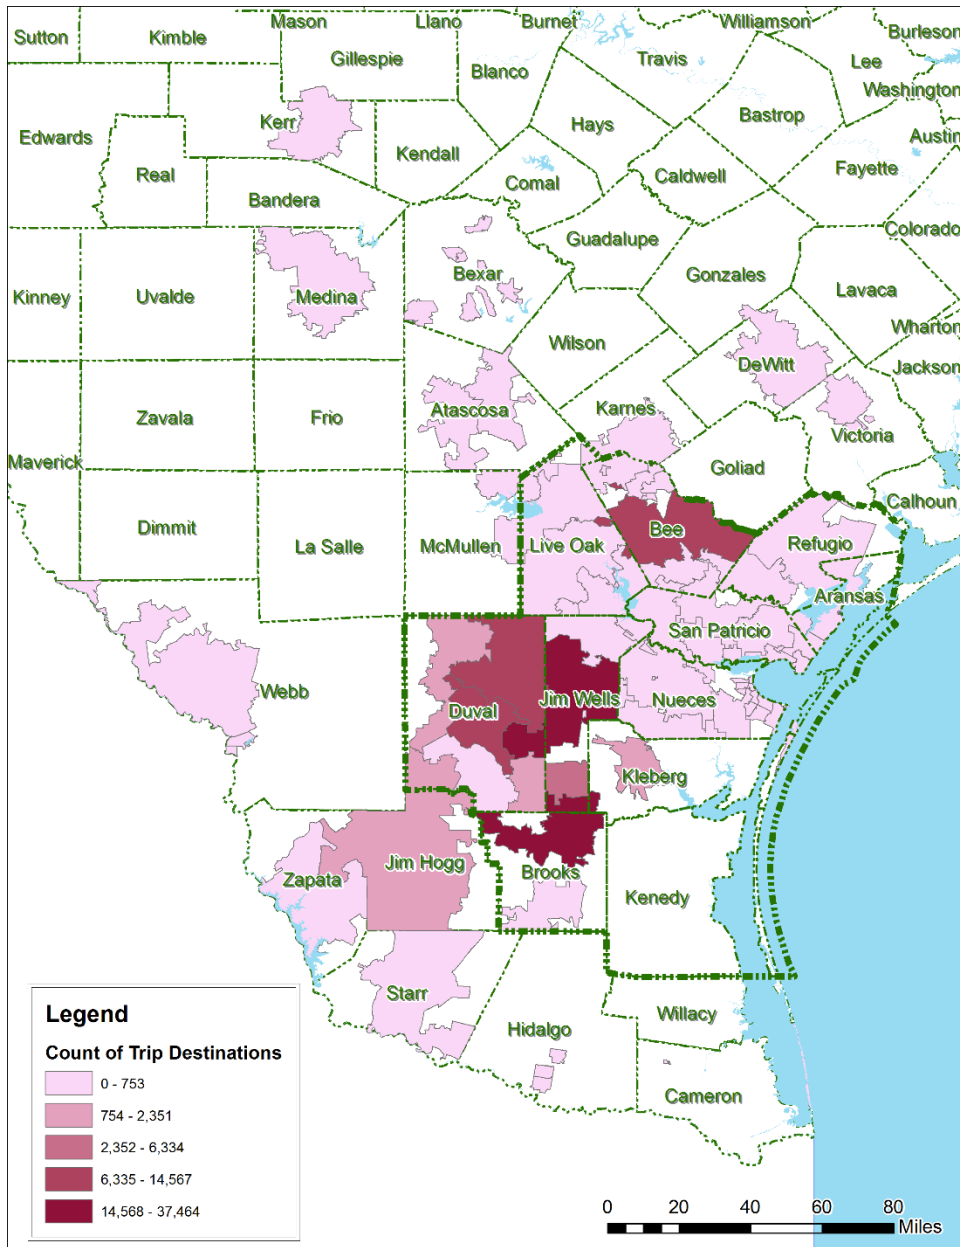 Mason
Llano
Burnet
Williamson
Burleson
Sutton
Kimble
Gillespie
Blanco
Travis
Lee
Washington
Edwards
Kerr
Kendall
Hays
Bastrop
Austin
Real
Bandera
Comal
Caldwell
Fayette
Colorado
Kinney
Uvalde
Medina
Bexar
Guadalupe
Gonzales
Lavaca
Wharton
Zavala
Frio
Atascosa
Wilson
Karnes
DeWitt
Jackson
Victoria
Maverick
Goliad
Calhoun
Dimmit
La Salle
McMullen
Live Oak
Bee
Refugio
Aransas
San Patricio
Webb
Duval
Jim Wells
Nueces
Kleberg
Zapata
Jim Hogg
Brooks
Kenedy
Starr
Hidalgo
Willacy
Cameron
Legend
Count of Trip Destinations
0 - 753
754 - 2,351
2,352 - 6,334
6,335 - 14,567
14,568 - 37,464
0 20 40 60 80
Miles